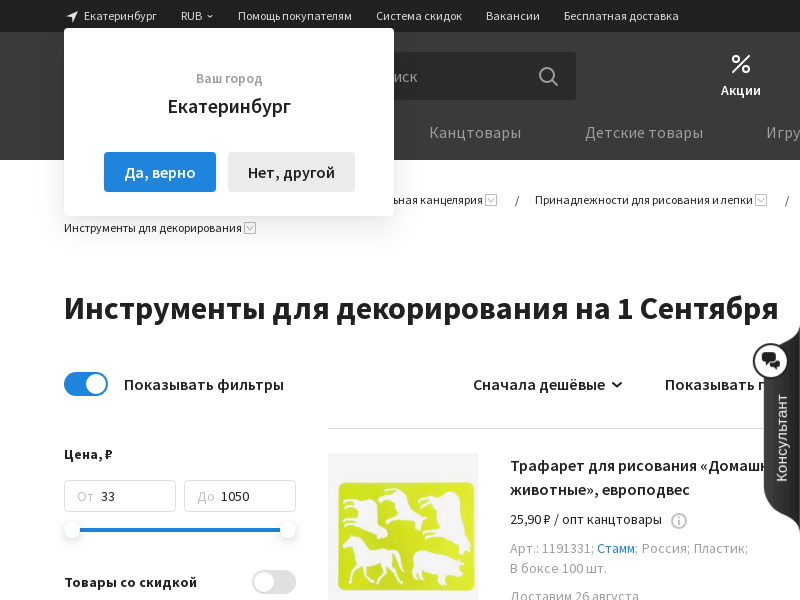 Екатеринбург RUB Помощь покупателям Система скидок Вакансии Бесплатная доставка
Ваш город
Екатеринбург
Да, верно Нет, другой
Акции
Канцтовары Детские товары
канцелярия / Принадлежности для рисования и лепки /
Инструменты для декорирования
Инструменты для декорирования на 1 Сентября
Показывать фильтры
Сначала дешёвые Показывать
Консультант
Цена, ₽
От 33 До 1050
Товары со скидкой
Трафарет для рисования «Домашн
животные», европодвес
25,90 ₽ / опт канцтовары
Арт.: 1191331; Стамм; Россия; Пластик;
В боксе 100 шт.
Доставим 26 августа